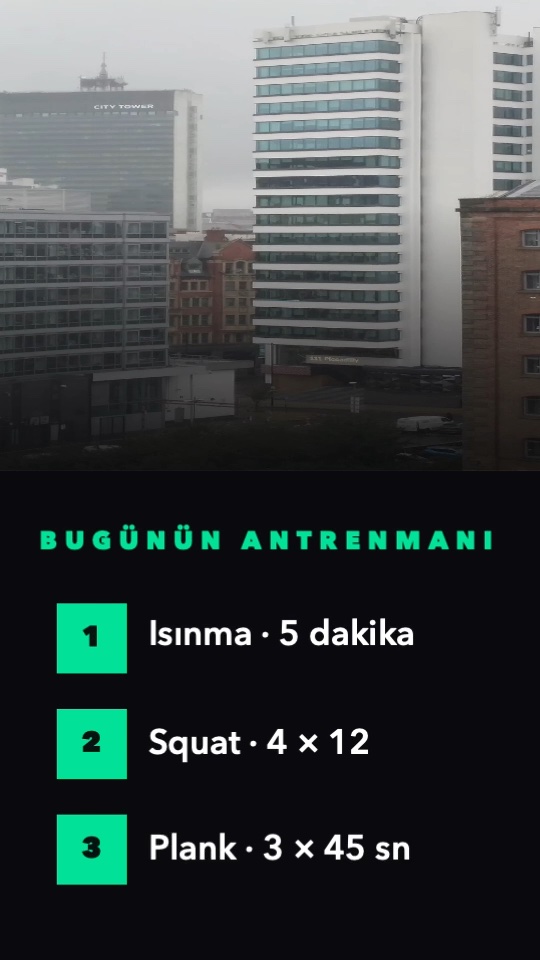 CITY TOWER
BUGÜNÜN ANTRENMANI
1 Isınma · 5 dakika
2 Squat · 4 × 12
3 Plank · 3 × 45 sn